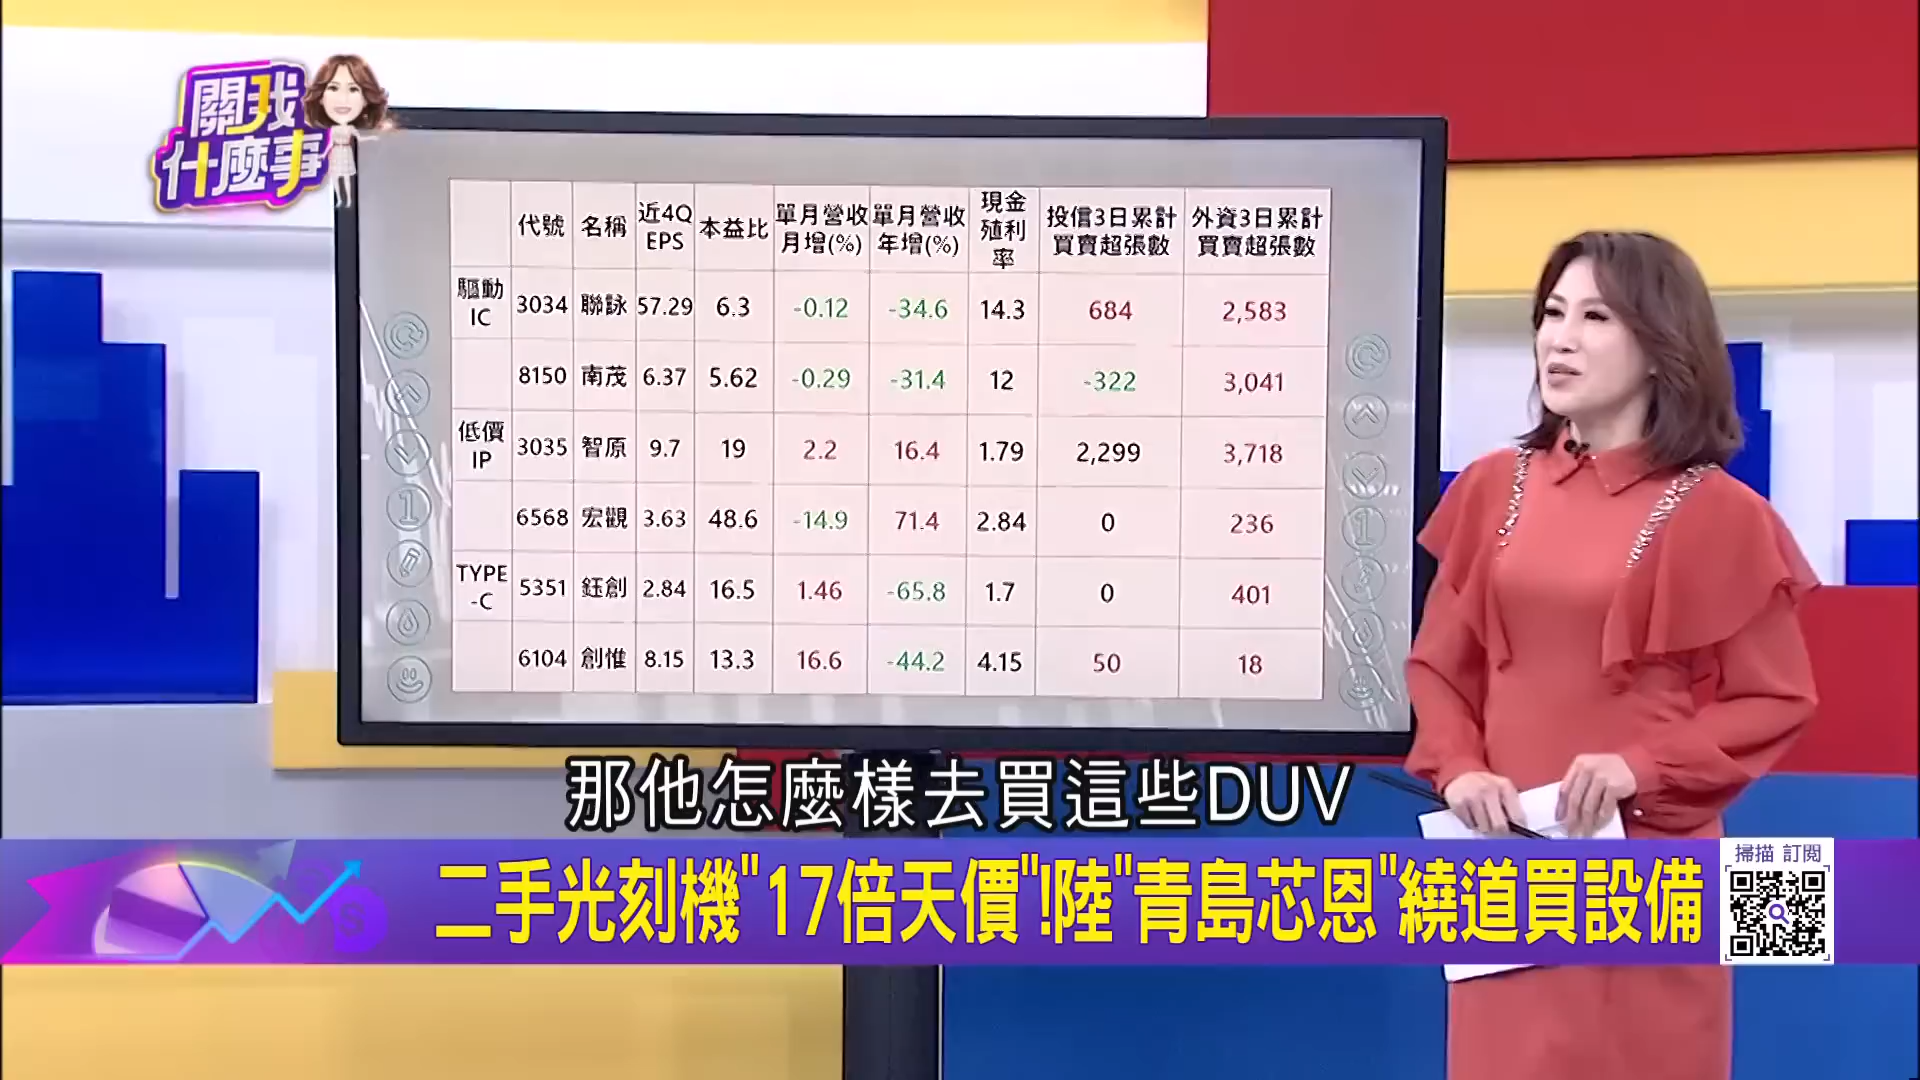 關我
什麼事
代號 名稱 近4Q EPS 本益比 單月營收月增(%) 單月營收年增(%) 現金殖利率 投信3日累計買賣超張數 外資3日累計買賣超張數
驅動IC 3034 聯詠 57.29 6.3 -0.12 -34.6 14.3 684 2,583
8150 南茂 6.37 5.62 -0.29 -31.4 12 -322 3,041
低價IP 3035 智原 9.7 19 2.2 16.4 1.79 2,299 3,718
6568 宏觀 3.63 48.6 -14.9 71.4 2.84 0 236
TYPE-C 5351 鈺創 2.84 16.5 1.46 -65.8 1.7 0 401
6104 創惟 8.15 13.3 16.6 -44.2 4.15 50 18
那他怎麼樣去買這些DUV
二手光刻機"17倍天價"!陸"青島芯恩"繞道買設備
掃描 訂閱